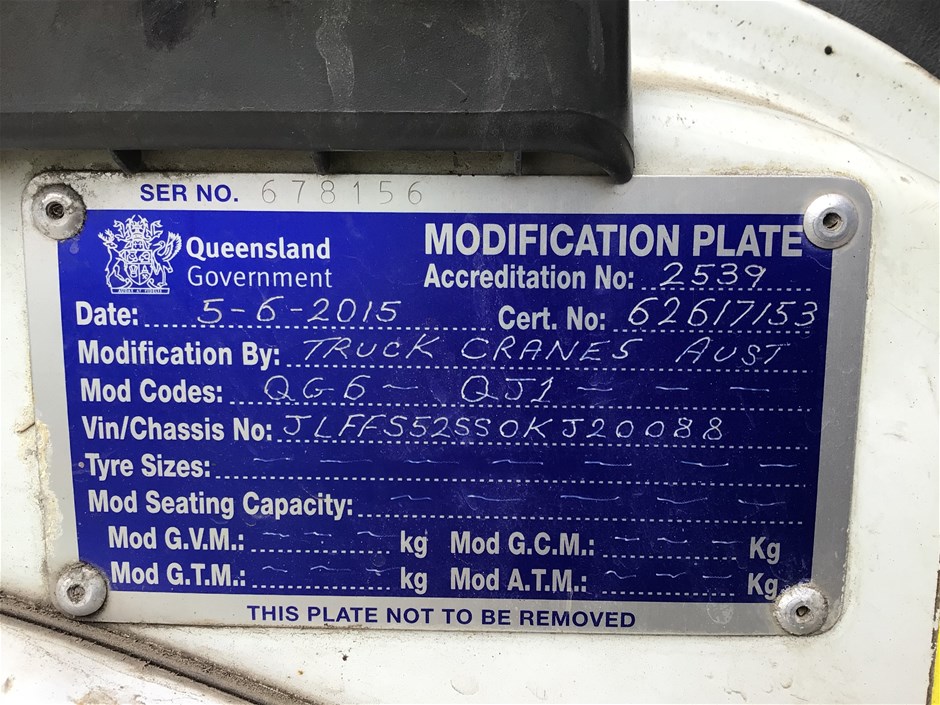 SER NO. 678156
Queensland
Government
MODIFICATION PLATE
Accreditation No: 2539
Date: 5-6-2015 Cert. No: 62617153
Modification By: TRUCK CRANES AUST
Mod Codes: QG6 - QJ1 - - -
Vin/Chassis No: JLFFS52SS0KJ20088
Tyre Sizes: - - - - - - -
Mod Seating Capacity: - - - - - -
Mod G.V.M.: - - - kg Mod G.C.M.: - - - Kg
Mod G.T.M.: - - - kg Mod A.T.M.: - - - Kg.
THIS PLATE NOT TO BE REMOVED